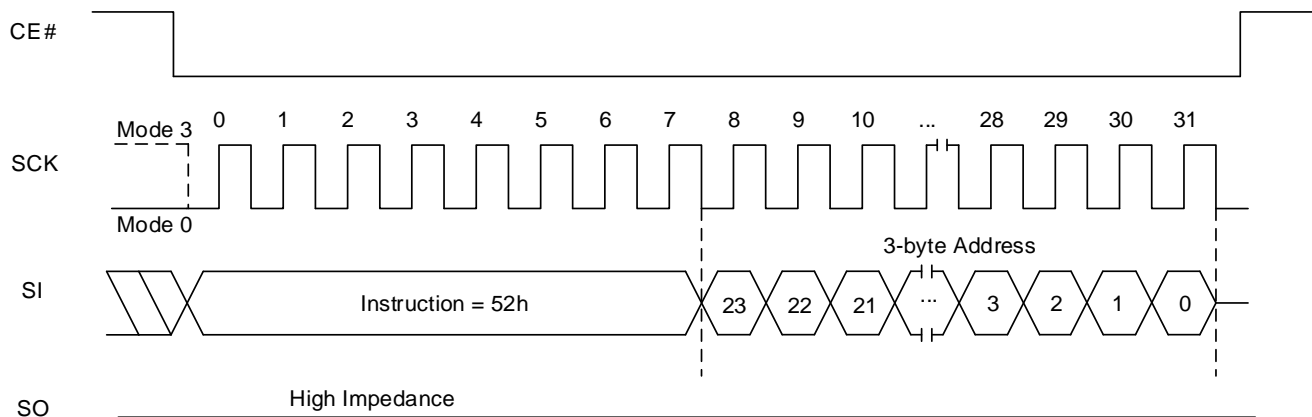 CE#
0 1 2 3 4 5 6 7 8 9 10 ... 28 29 30 31
Mode 3
SCK
Mode 0
3-byte Address
SI
Instruction = 52h 23 22 21 ... 3 2 1 0
High Impedance
SO